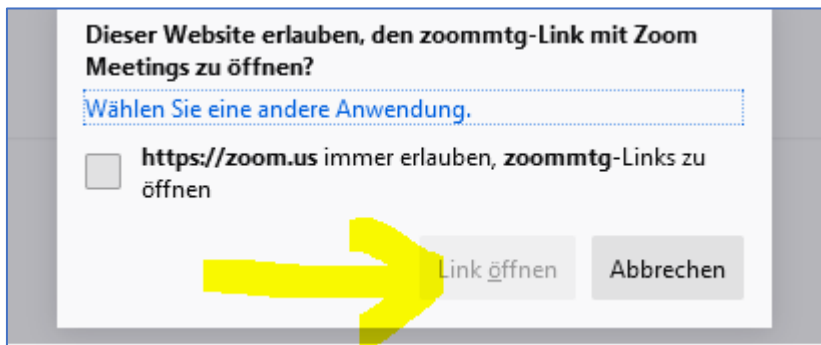 Dieser Website erlauben, den zoommtg-Link mit Zoom
Meetings zu öffnen?
Wählen Sie eine andere Anwendung.
https://zoom.us immer erlauben, zoommtg-Links zu
öffnen
Link öffnen Abbrechen